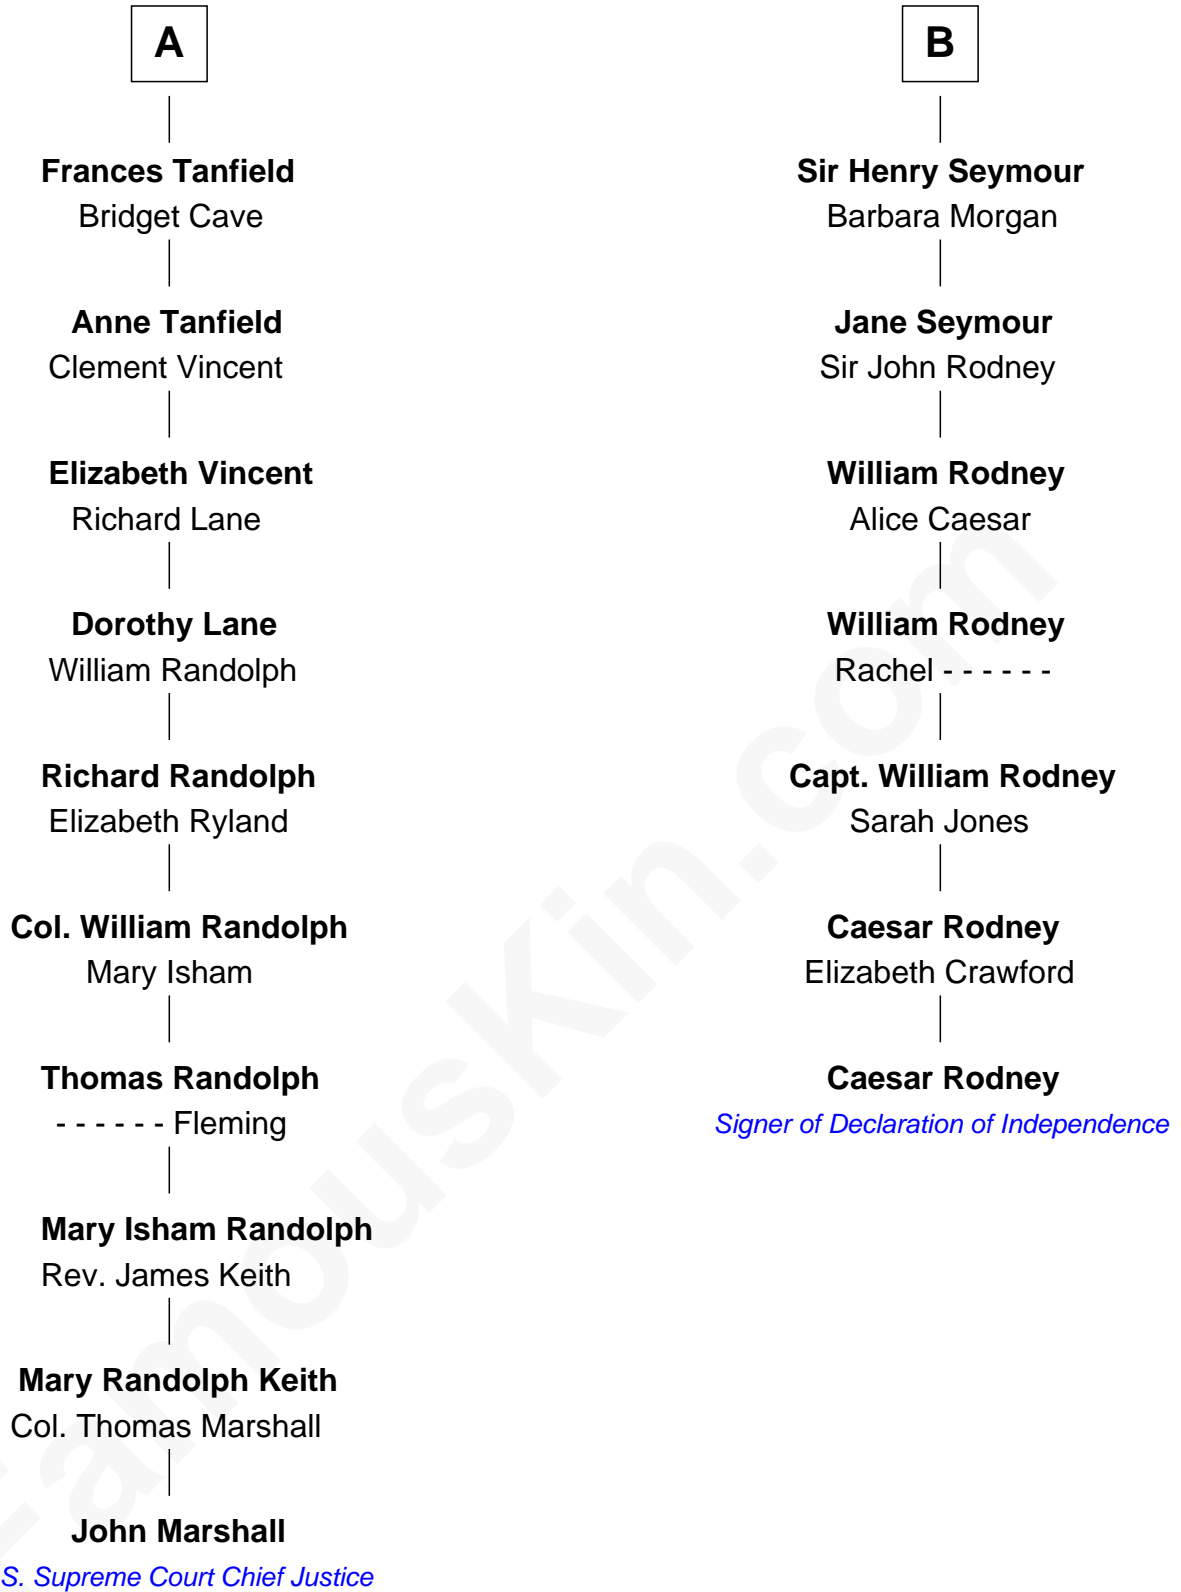 A
Frances Tanfield
Bridget Cave
Anne Tanfield
Clement Vincent
Elizabeth Vincent
Richard Lane
Dorothy Lane
William Randolph
Richard Randolph
Elizabeth Ryland
Col. William Randolph
Mary Isham
Thomas Randolph
- - - - - - Fleming
Mary Isham Randolph
Rev. James Keith
Mary Randolph Keith
Col. Thomas Marshall
John Marshall
S. Supreme Court Chief Justice
B
Sir Henry Seymour
Barbara Morgan
Jane Seymour
Sir John Rodney
William Rodney
Alice Caesar
William Rodney
Rachel - - - - - -
Capt. William Rodney
Sarah Jones
Caesar Rodney
Elizabeth Crawford
Caesar Rodney
Signer of Declaration of Independence
FamousKin.com